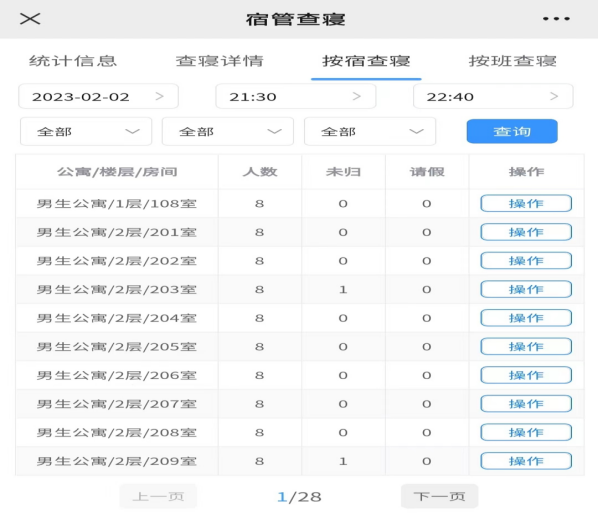 宿管查寝
统计信息 查寝详情 按宿查寝 按班查寝
2023-02-02 > 21:30 > 22:40 >
全部 全部 全部 查询
公寓/楼层/房间 人数 未归 请假 操作
男生公寓/1层/108室 8 0 0 操作
男生公寓/2层/201室 8 0 0 操作
男生公寓/2层/202室 8 0 0 操作
男生公寓/2层/203室 8 1 0 操作
男生公寓/2层/204室 8 0 0 操作
男生公寓/2层/205室 8 0 0 操作
男生公寓/2层/206室 8 0 0 操作
男生公寓/2层/207室 8 0 0 操作
男生公寓/2层/208室 8 0 0 操作
男生公寓/2层/209室 8 1 0 操作
上一页 1/28 下一页